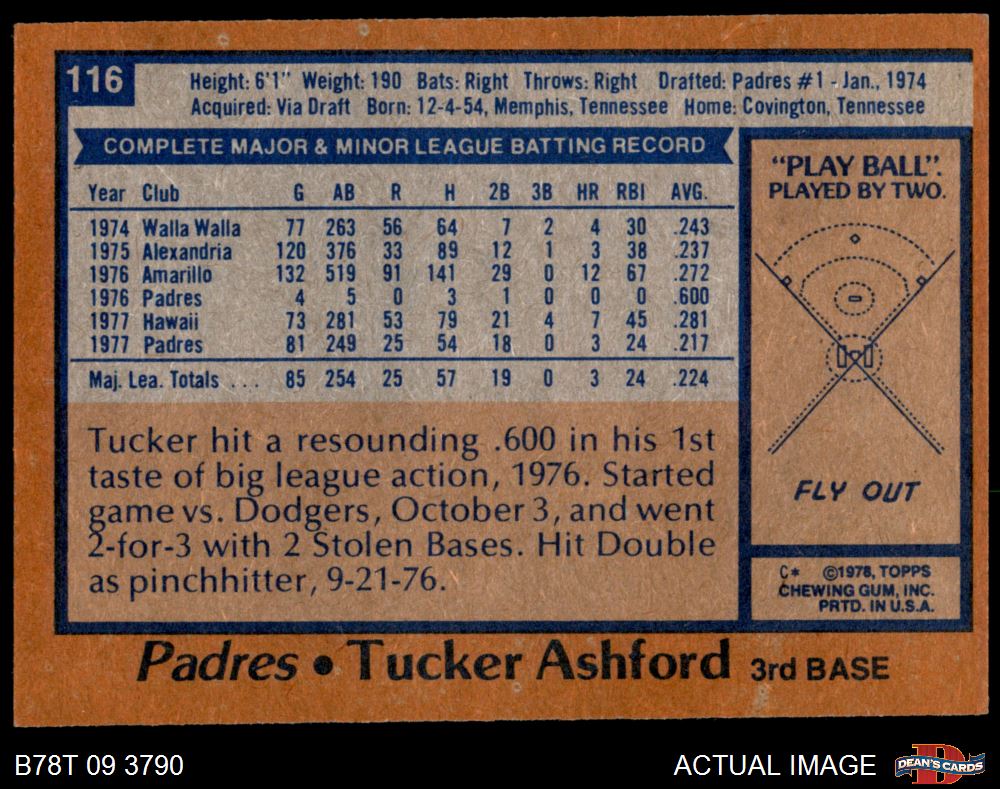 116
Height: 6'1" Weight: 190 Bats: Right Throws: Right Drafted: Padres #1 - Jan., 1974
Acquired: Via Draft Born: 12-4-54, Memphis, Tennessee Home: Covington, Tennessee
COMPLETE MAJOR & MINOR LEAGUE BATTING RECORD
Year Club G AB R H 2B 3B HR RBI AVG.
1974 Walla Walla 77 263 56 64 7 2 4 30 .243
1975 Alexandria 120 376 33 89 12 1 3 38 .237
1976 Amarillo 132 519 91 141 29 0 12 67 .272
1976 Padres 4 5 0 3 1 0 0 0 .600
1977 Hawaii 73 281 53 79 21 4 7 45 .281
1977 Padres 81 249 25 54 18 0 3 24 .217
Maj. Lea. Totals . . . 85 254 25 57 19 0 3 24 .224
Tucker hit a resounding .600 in his 1st
taste of big league action, 1976. Started
game vs. Dodgers, October 3, and went
2-for-3 with 2 Stolen Bases. Hit Double
as pinchhitter, 9-21-76.
"PLAY BALL".
PLAYED BY TWO.
FLY OUT
C* ©1978, TOPPS
CHEWING GUM, INC.
PRTD. IN U.S.A.
Padres • Tucker Ashford 3rd BASE
B78T 09 3790
ACTUAL IMAGE
D
DEAN'S CARDS